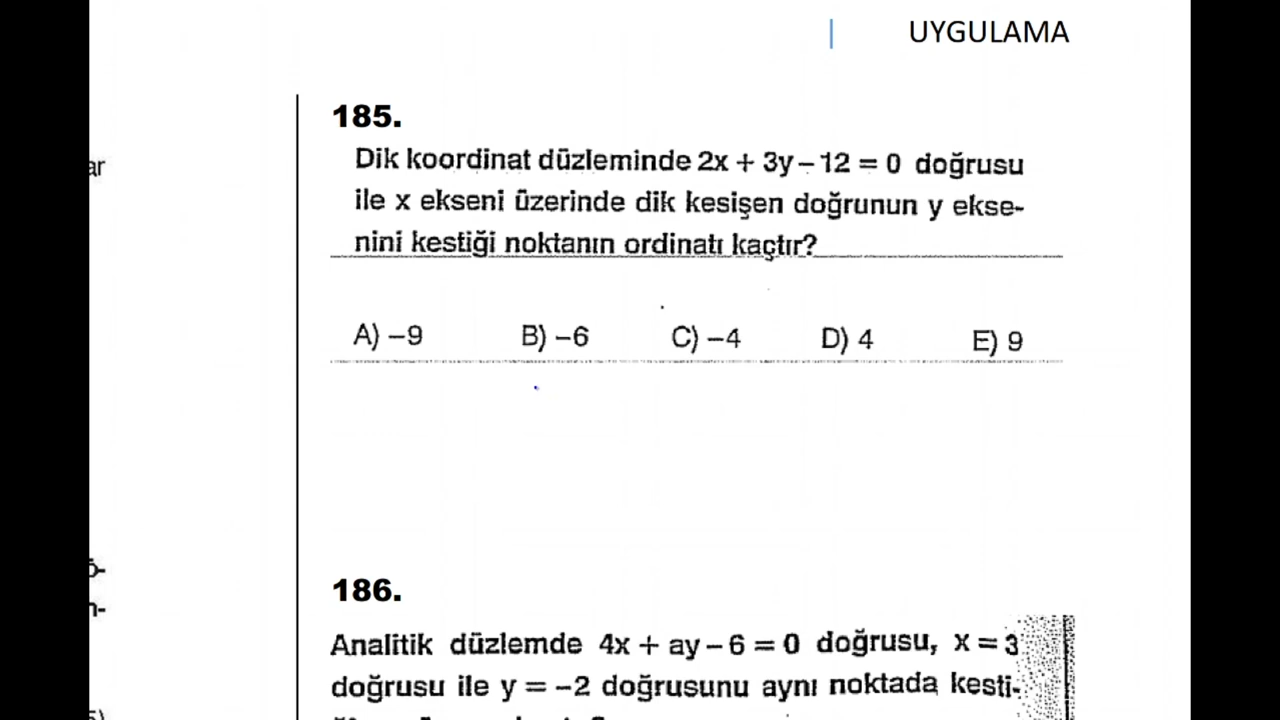 UYGULAMA
ar
185.
Dik koordinat düzleminde 2x + 3y – 12 = 0 doğrusu
ile x ekseni üzerinde dik kesişen doğrunun y ekse-
nini kestiği noktanın ordinatı kaçtır?
A) –9 B) –6 C) –4 D) 4 E) 9
186.
Analitik düzlemde 4x + ay – 6 = 0 doğrusu, x = 3
doğrusu ile y = –2 doğrusunu aynı noktada kesti-